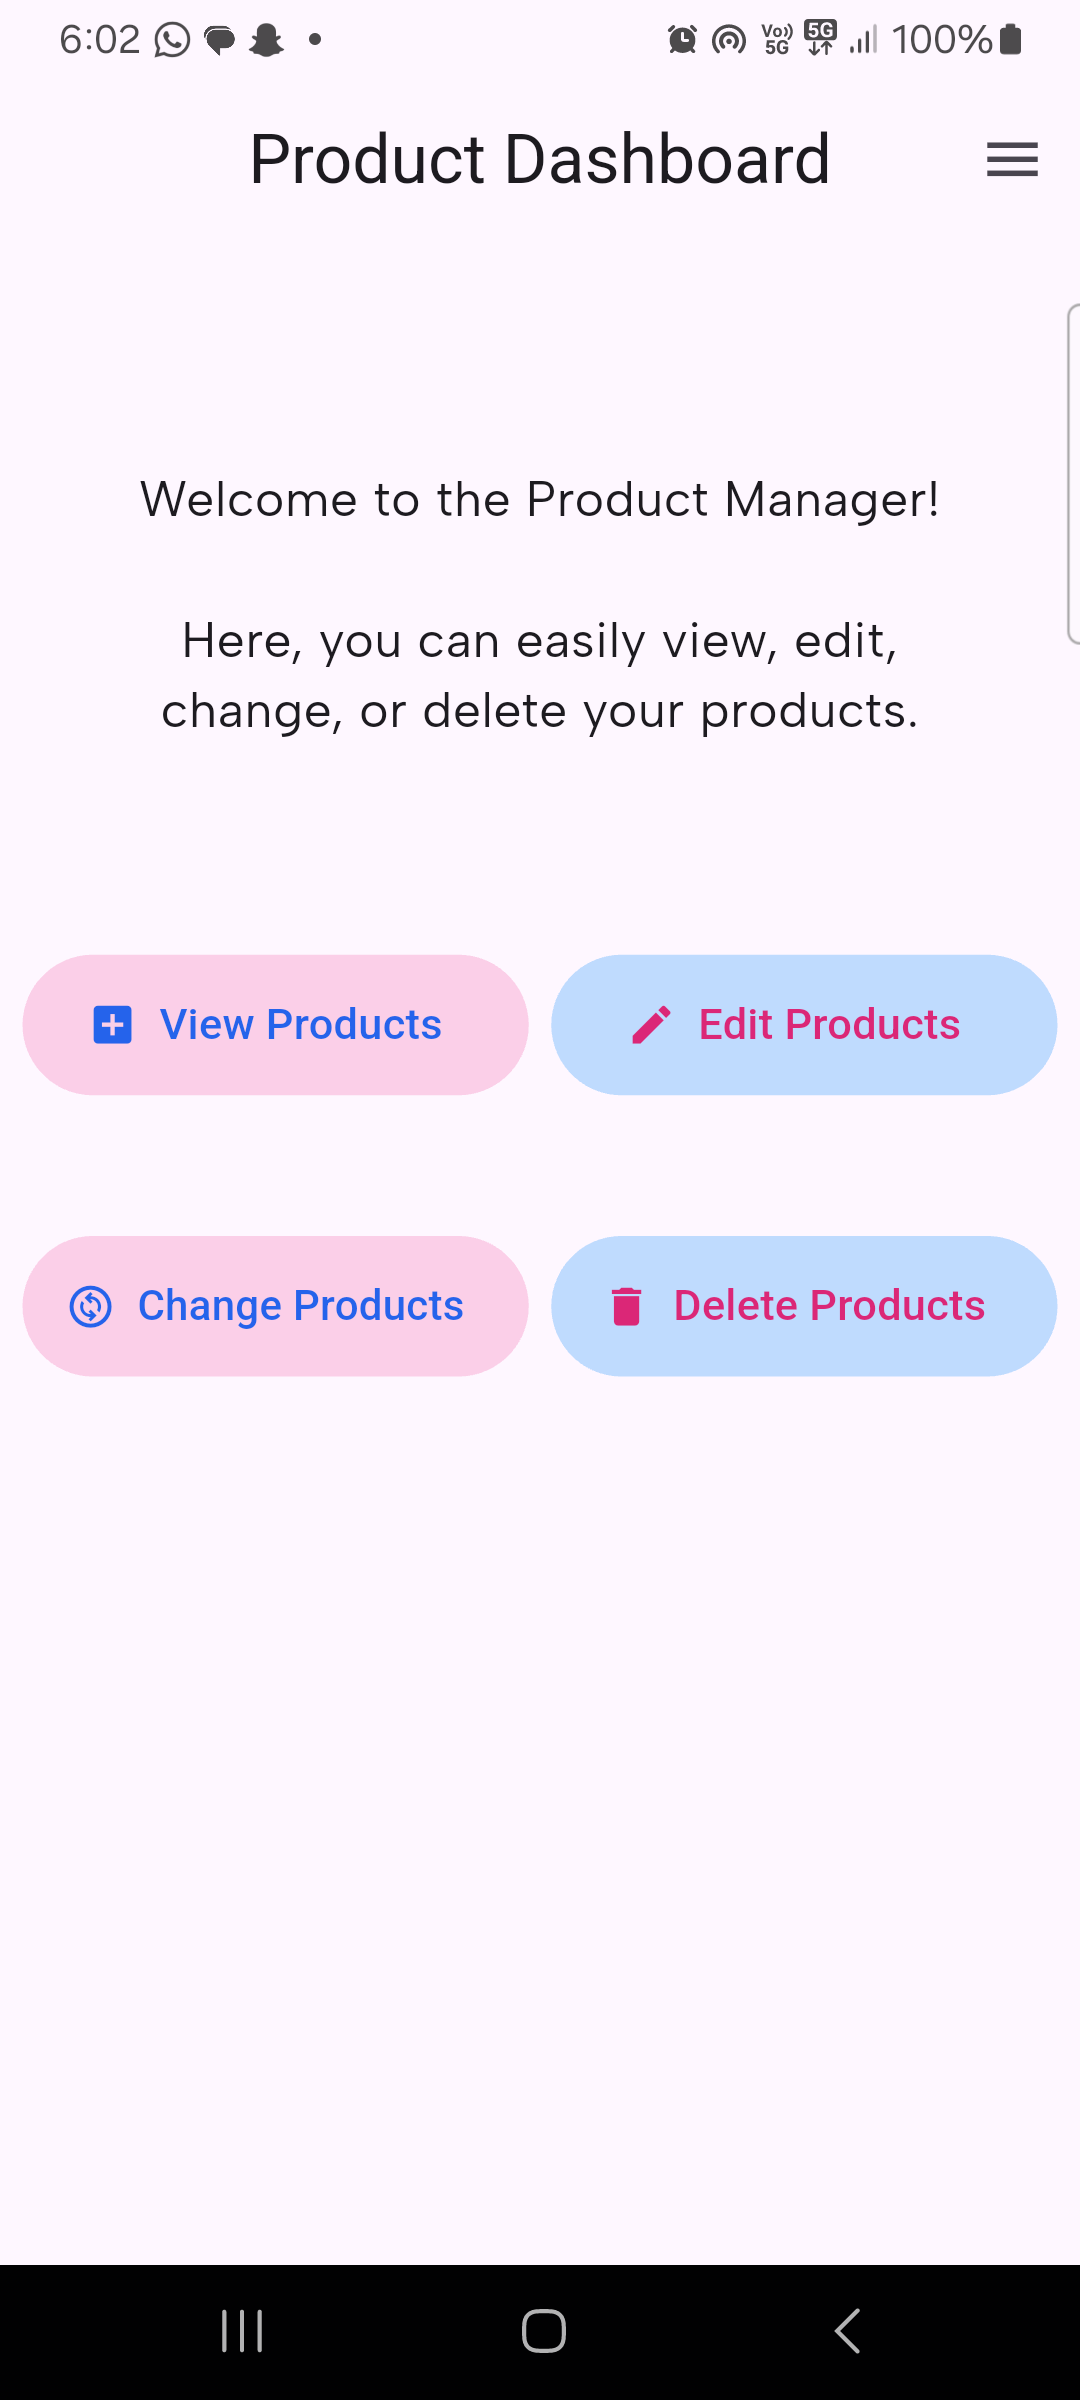 6:02 Vo)) 5G 5G 100%
Product Dashboard
Welcome to the Product Manager!
Here, you can easily view, edit,
change, or delete your products.
View Products
Edit Products
Change Products
Delete Products